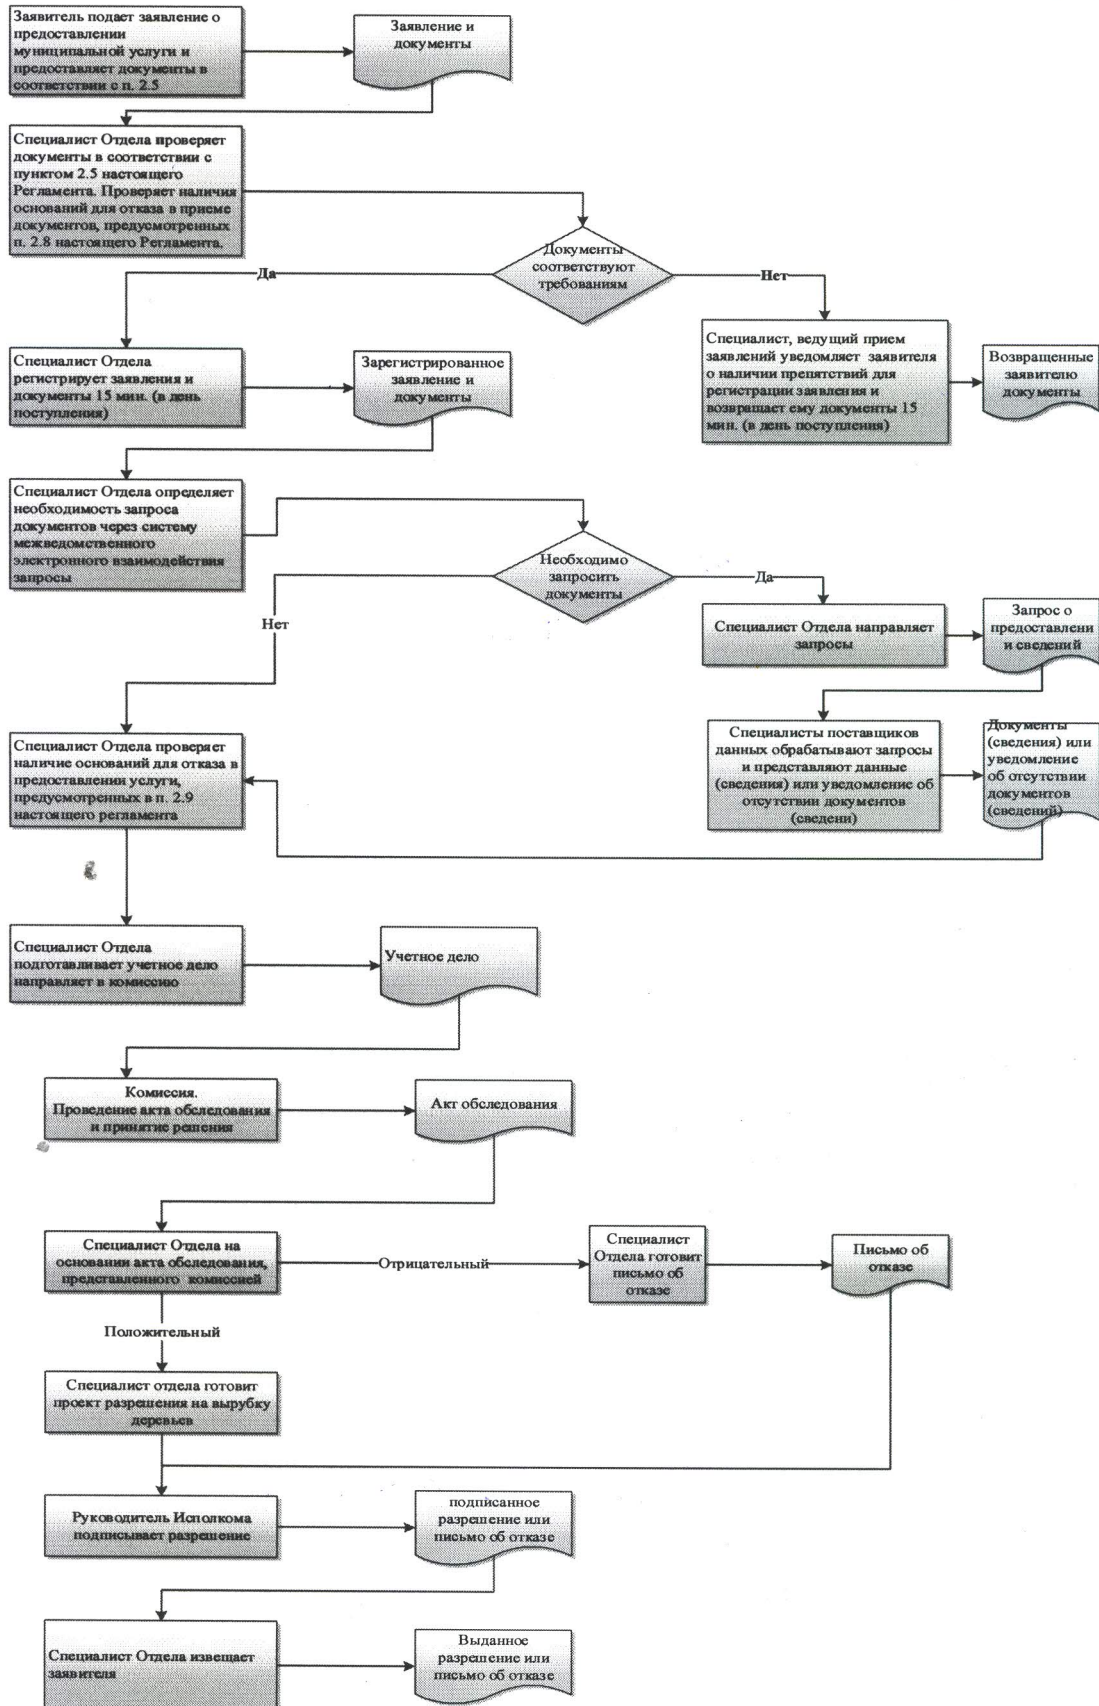 Заявитель подает заявление о
предоставлении
муниципальной услуги и
предоставляет документы в
соответствии с п. 2.5
Заявление и
документы
Специалист Отдела проверяет
документы в соответствии с
пунктом 2.5 настоящего
Регламента. Проверяет наличия
оснований для отказа в приеме
документов, предусмотренных
п. 2.8 настоящего Регламента.
Документы
соответствуют
требованиям
Да
Нет
Специалист Отдела
регистрирует заявления и
документы 15 мин. (в день
поступления)
Зарегистрированное
заявление и
документы
Специалист, ведущий прием
заявлений уведомляет заявителя
о наличии препятствий для
регистрации заявления и
возвращает ему документы 15
мин. (в день поступления)
Возвращенные
заявителю
документы
Специалист Отдела определяет
необходимость запроса
документов через систему
межведомственного
электронного взаимодействия
запросы
Необходимо
запросить
документы
Да
Нет
Специалист Отдела направляет
запросы
Запрос о
предоставлени
и сведений
Специалист Отдела проверяет
наличие оснований для отказа в
предоставлении услуги,
предусмотренных в п. 2.9
настоящего регламента
Специалисты поставщиков
данных обрабатывают запросы
и представляют данные
(сведения) или уведомление об
отсутствии документов
(сведени)
Документы
(сведения) или
уведомление
об отсутствии
документов
(сведений)
Специалист Отдела
подготавливает учетное дело
направляет в комиссию
Учетное дело
Комиссия.
Проведение акта обследования
и принятие решения
Акт обследования
Специалист Отдела на
основании акта обследования,
представленного комиссией
Отрицательный
Специалист
Отдела готовит
письмо об
отказе
Письмо об
отказе
Положительный
Специалист отдела готовит
проект разрешения на вырубку
деревьев
Руководитель Исполкома
подписывает разрешение
подписанное
разрешение или
письмо об отказе
Специалист Отдела извещает
заявителя
Выданное
разрешение или
письмо об отказе